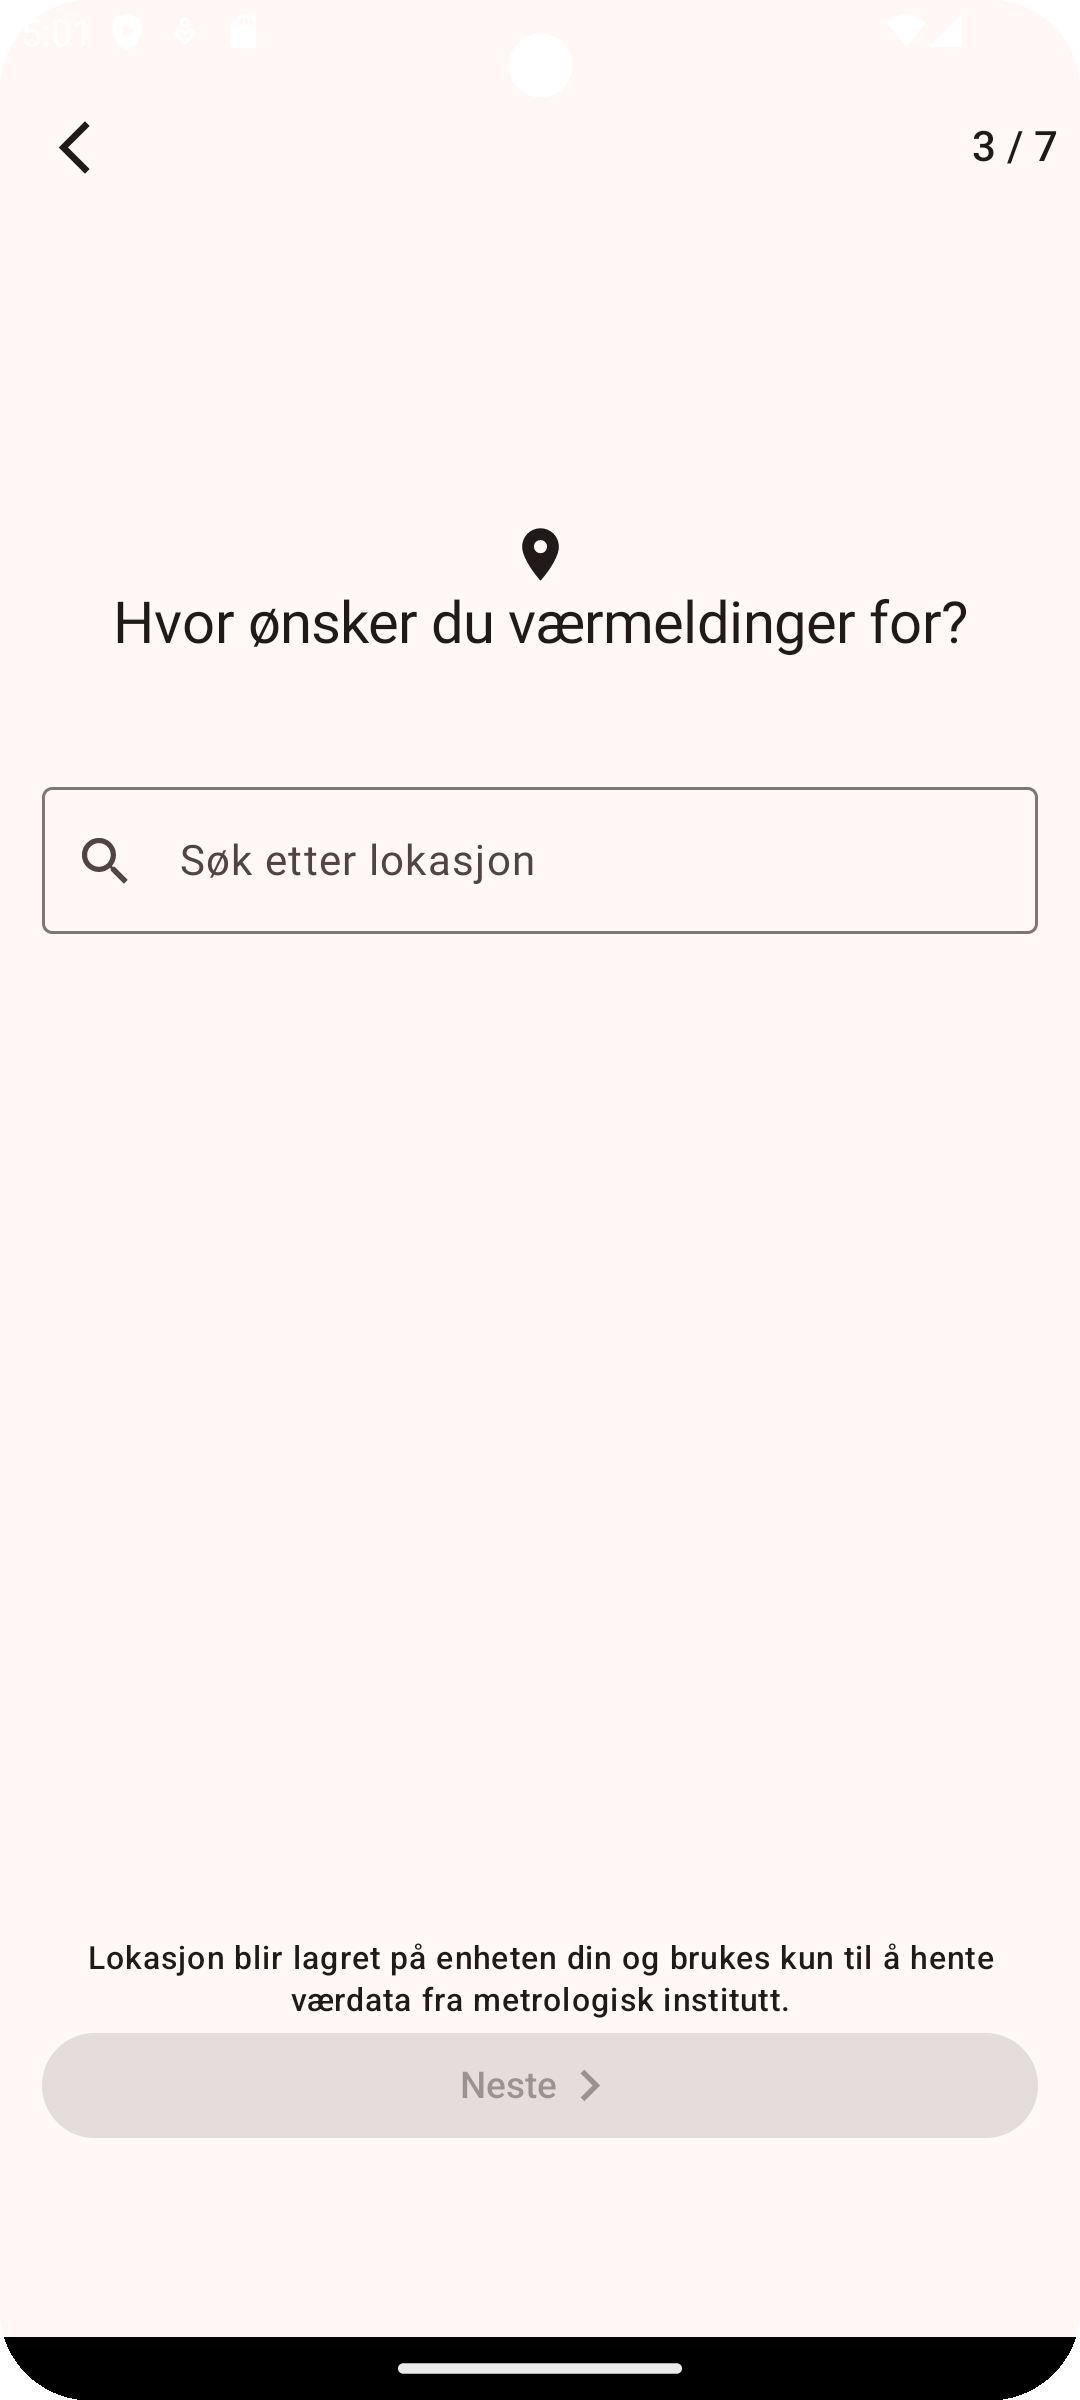 5:01
3 / 7
Hvor ønsker du værmeldinger for?
Søk etter lokasjon
Lokasjon blir lagret på enheten din og brukes kun til å hente
værdata fra metrologisk institutt.
Neste